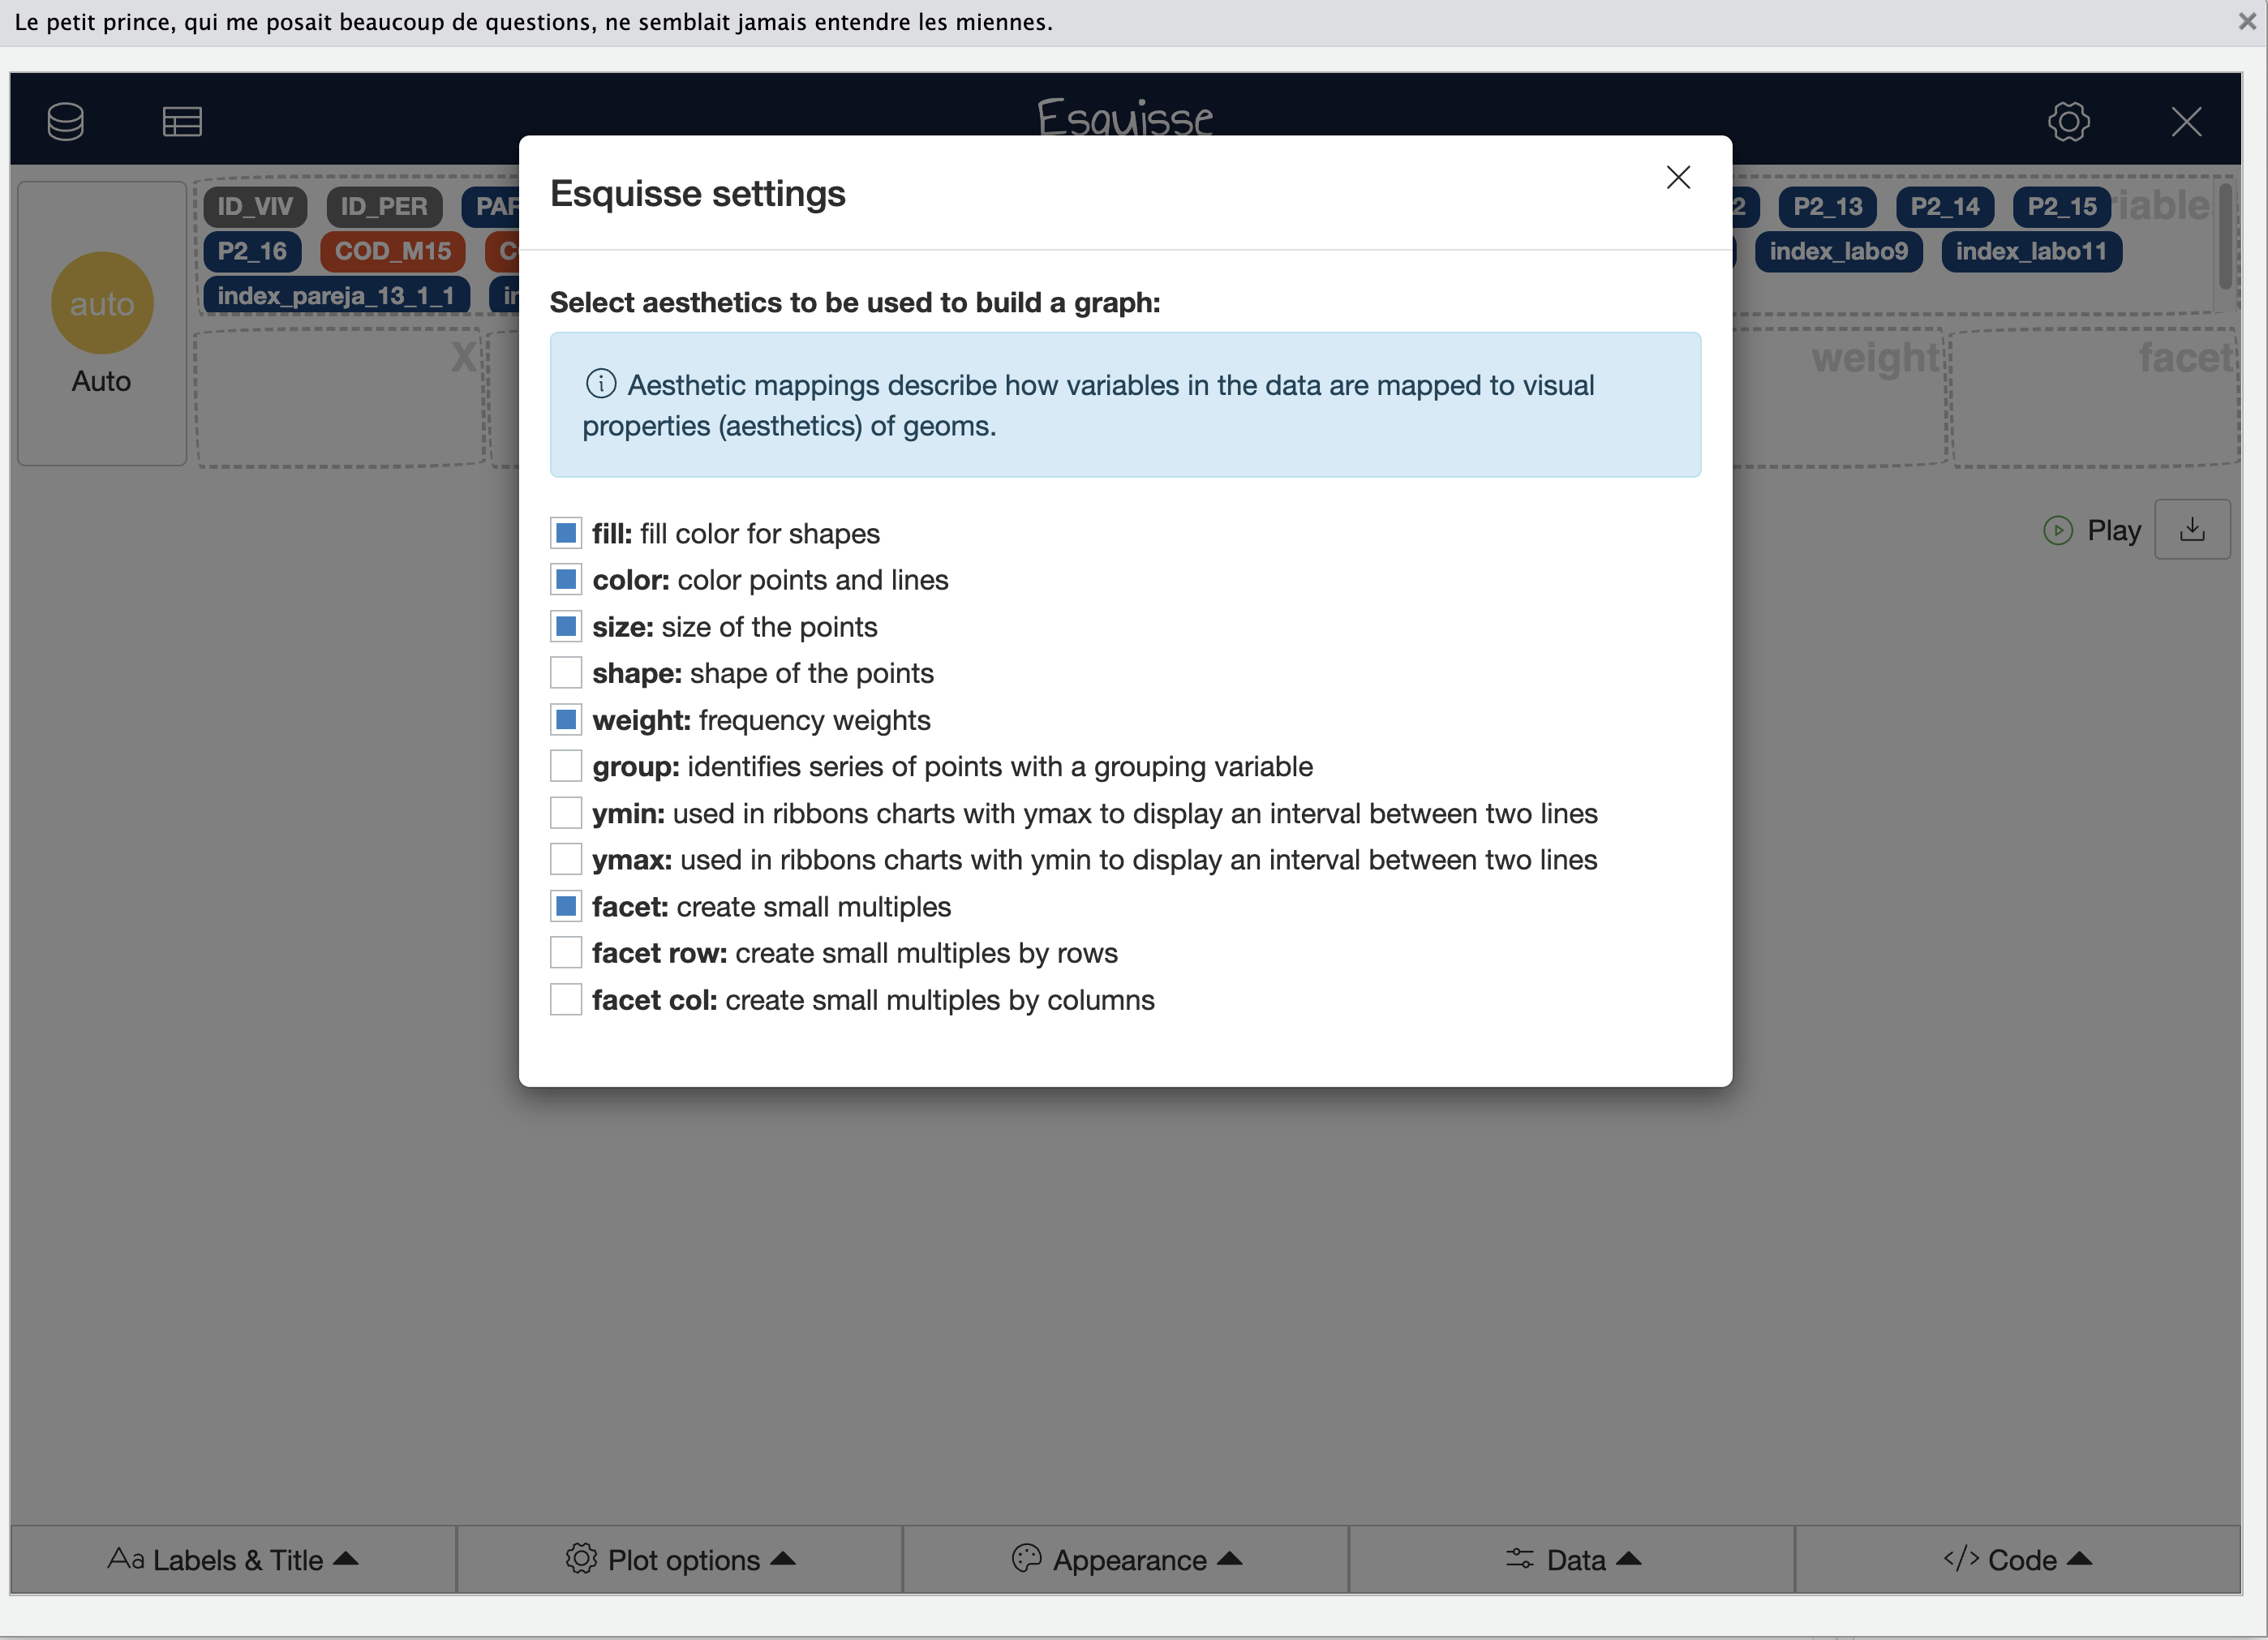 Le petit prince, qui me posait beaucoup de questions, ne semblait jamais entendre les miennes.
Esquisse
ID_VIV ID_PER P2_13 P2_14 P2_15
P2_16 COD_M15 index_labo9 index_labo11
index_pareja_13_1_1
auto
Auto
X
weight
facet
Play
Esquisse settings
Select aesthetics to be used to build a graph:
Aesthetic mappings describe how variables in the data are mapped to visual
properties (aesthetics) of geoms.
fill: fill color for shapes
color: color points and lines
size: size of the points
shape: shape of the points
weight: frequency weights
group: identifies series of points with a grouping variable
ymin: used in ribbons charts with ymax to display an interval between two lines
ymax: used in ribbons charts with ymin to display an interval between two lines
facet: create small multiples
facet row: create small multiples by rows
facet col: create small multiples by columns
Aa Labels & Title
Plot options
Appearance
Data
</> Code